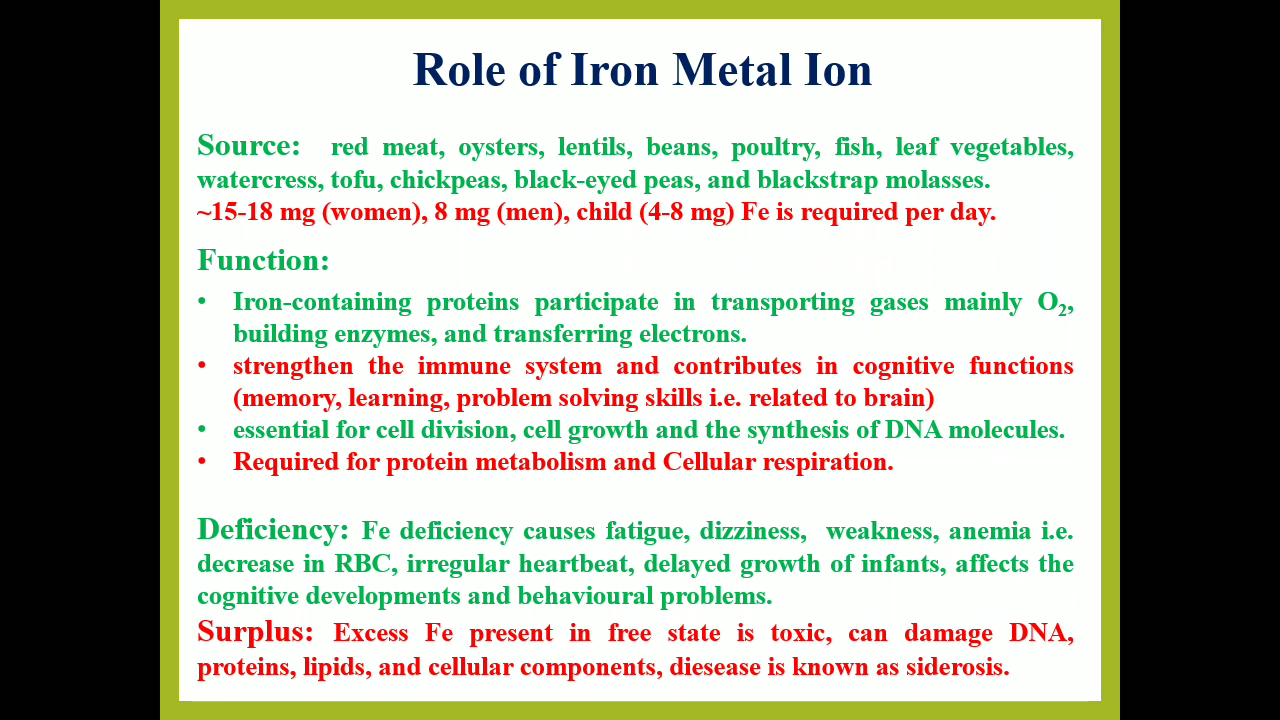 Role of Iron Metal Ion
Source: red meat, oysters, lentils, beans, poultry, fish, leaf vegetables,
watercress, tofu, chickpeas, black-eyed peas, and blackstrap molasses.
~15-18 mg (women), 8 mg (men), child (4-8 mg) Fe is required per day.
Function:
• Iron-containing proteins participate in transporting gases mainly O₂,
building enzymes, and transferring electrons.
• strengthen the immune system and contributes in cognitive functions
(memory, learning, problem solving skills i.e. related to brain)
• essential for cell division, cell growth and the synthesis of DNA molecules.
• Required for protein metabolism and Cellular respiration.
Deficiency: Fe deficiency causes fatigue, dizziness, weakness, anemia i.e.
decrease in RBC, irregular heartbeat, delayed growth of infants, affects the
cognitive developments and behavioural problems.
Surplus: Excess Fe present in free state is toxic, can damage DNA,
proteins, lipids, and cellular components, diesease is known as siderosis.